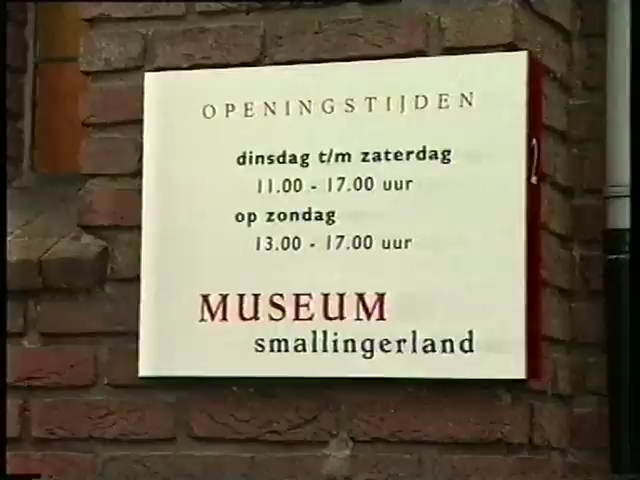 OPENINGSTIJDEN
dinsdag t/m zaterdag
11.00 - 17.00 uur
op zondag
13.00 - 17.00 uur
MUSEUM
smallingerland